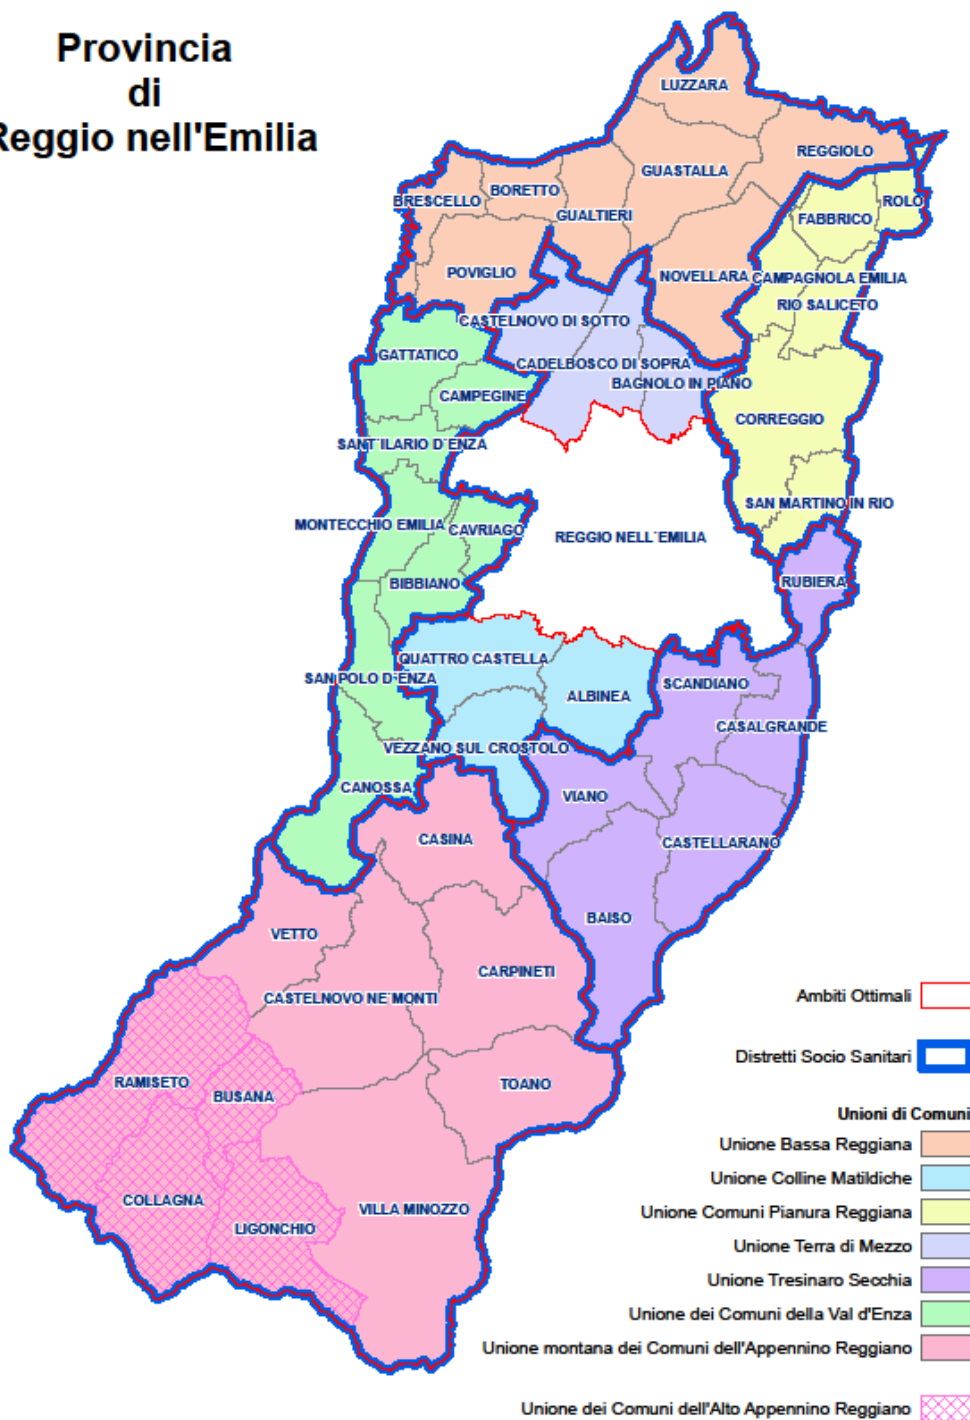 Provincia
di
Reggio nell'Emilia
LUZZARA
REGGIOLO
GUASTALLA
BRESCELLO
BORETTO
GUALTIERI
ROLO
FABBRICO
POVIGLIO
NOVELLARA
CAMPAGNOLA EMILIA
RIO SALICETO
CASTELNOVO DI SOTTO
GATTATICO
CADELBOSCO DI SOPRA
BAGNOLO IN PIANO
CAMPEGINE
CORREGGIO
SANT'ILARIO D'ENZA
SAN MARTINO IN RIO
MONTECCHIO EMILIA
CAVRIAGO
REGGIO NELL'EMILIA
BIBBIANO
RUBIERA
QUATTRO CASTELLA
SAN POLO D'ENZA
ALBINEA
SCANDIANO
CASALGRANDE
VEZZANO SUL CROSTOLO
CANOSSA
VIANO
CASINA
CASTELLARANO
BAISO
VETTO
CARPINETI
CASTELNOVO NE'MONTI
RAMISETO
BUSANA
TOANO
COLLAGNA
LIGONCHIO
VILLA MINOZZO
Ambiti Ottimali
Distretti Socio Sanitari
Unioni di Comuni
Unione Bassa Reggiana
Unione Colline Matildiche
Unione Comuni Pianura Reggiana
Unione Terra di Mezzo
Unione Tresinaro Secchia
Unione dei Comuni della Val d'Enza
Unione montana dei Comuni dell'Appennino Reggiano
Unione dei Comuni dell'Alto Appennino Reggiano